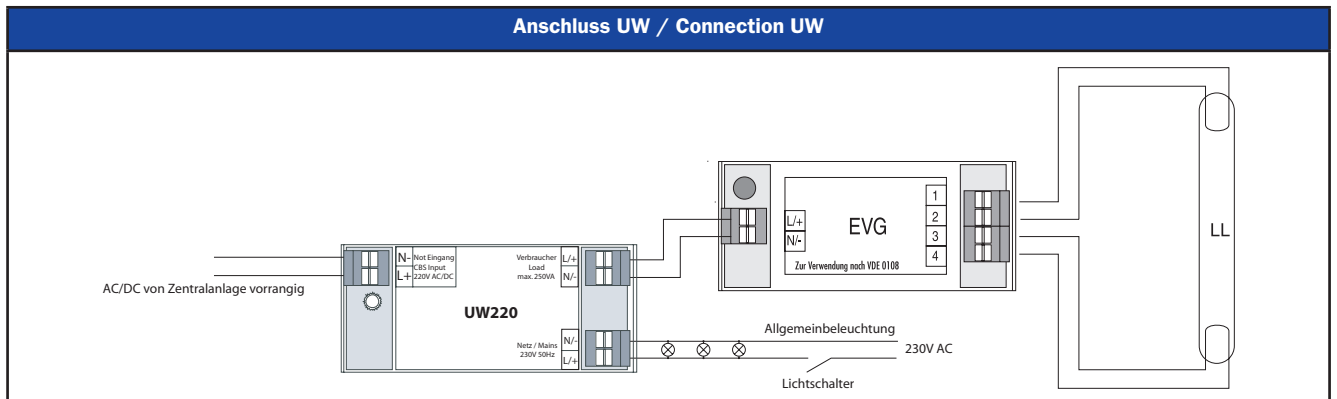 Anschluss UW / Connection UW
1
2
3
4
L/+
N/-
EVG
Zur Verwendung nach VDE 0108
LL
N-
L+
Not Eingang
CBS Input
220V AC/DC
Verbraucher
Load
max. 250VA
L/+
N/-
AC/DC von Zentralanlage vorrangig
UW220
Netz / Mains
230V 50Hz
N/-
L/+
Allgemeinbeleuchtung
230V AC
Lichtschalter